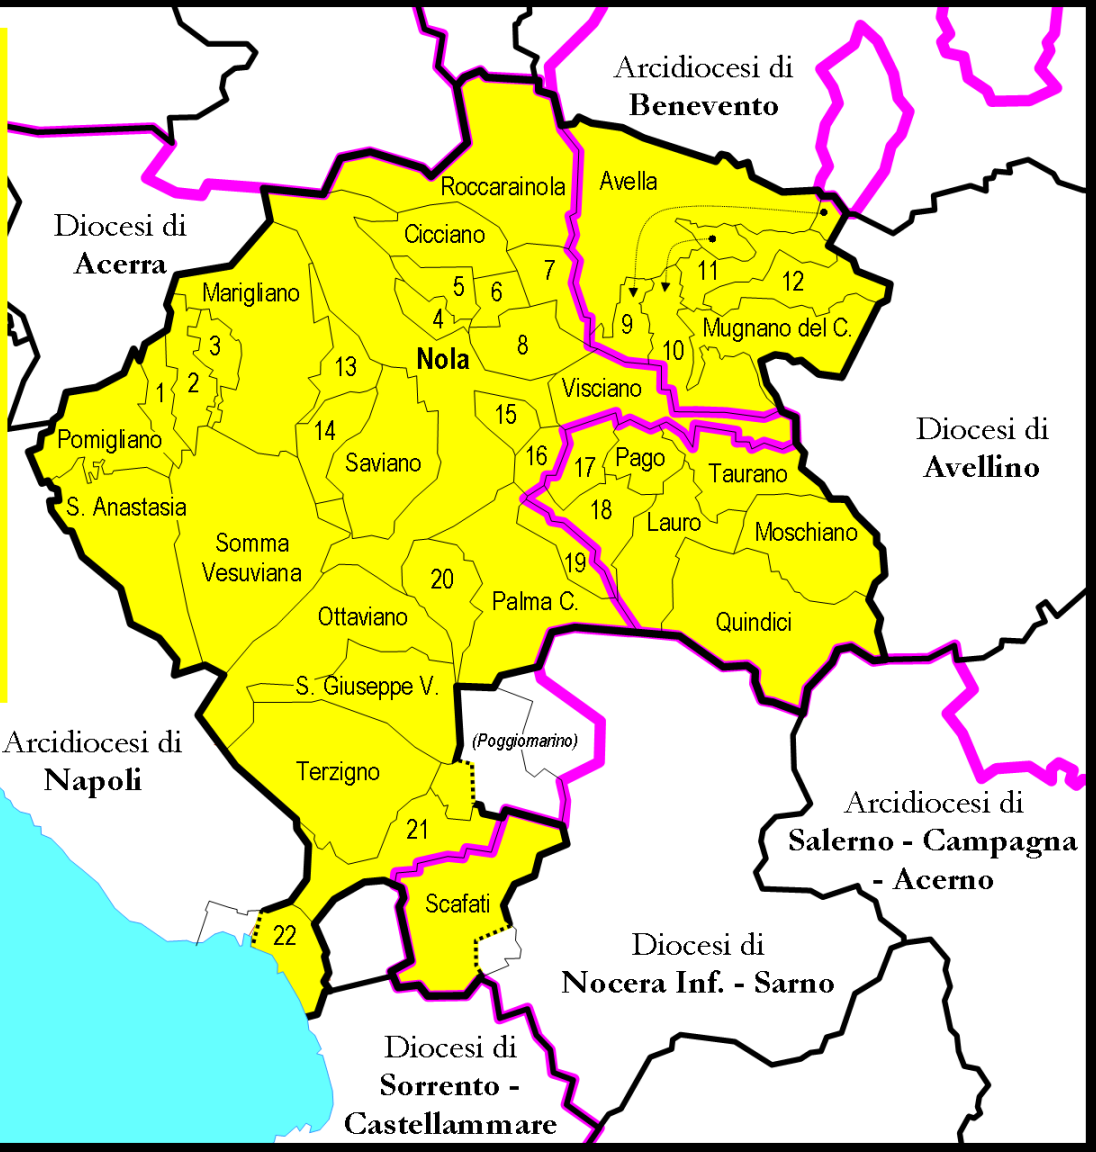 Arcidiocesi di
Benevento
Roccarainola
Avella
Diocesi di
Acerra
Cicciano
Marigliano
5
6
7
11
12
4
9
Mugnano del C.
3
8
10
Nola
13
1
2
Visciano
15
14
Pomigliano
Saviano
16
17
Pago
Taurano
Diocesi di
Avellino
S. Anastasia
18
Lauro
Moschiano
Somma
Vesuviana
19
20
Palma C.
Ottaviano
Quindici
S. Giuseppe V.
Arcidiocesi di
Napoli
(Poggiomarino)
Terzigno
21
Arcidiocesi di
Salerno - Campagna
- Acerno
Scafati
22
Diocesi di
Nocera Inf. - Sarno
Diocesi di
Sorrento -
Castellammare